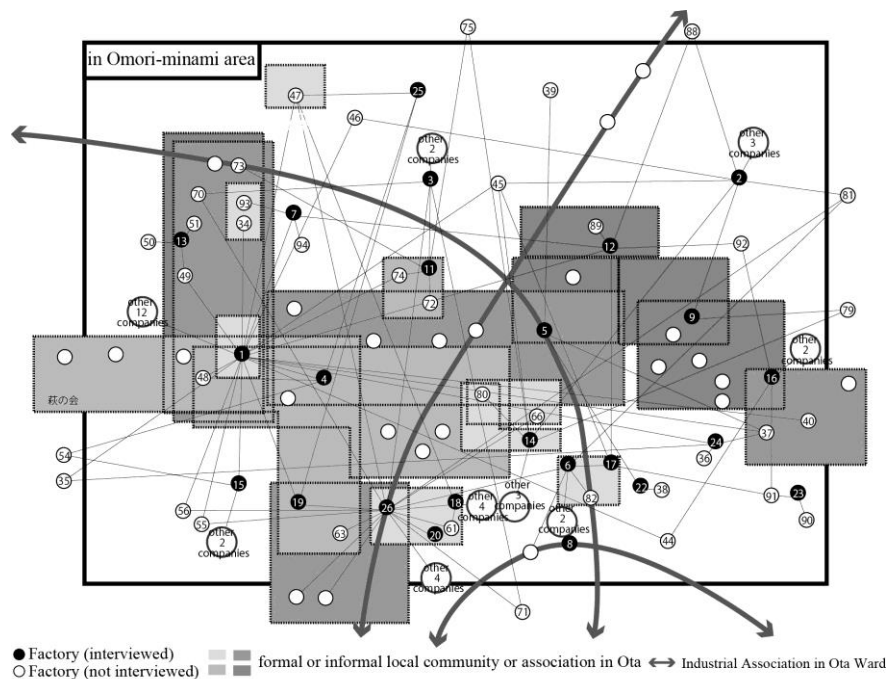 in Omori-minami area
75
88
47
25
39
46
other
2
companies
other
3
companies
73
70
3
45
2
81
93
7
34
51
89
13
50
94
12
92
49
74
11
72
other
12
companies
9
79
5
1
other
2
companies
48
4
16
萩の会
80
66
40
37
14
24
54
36
35
6
17
15
22
38
91
23
19
18
other
4
companies
other
3
companies
82
56
26
90
55
63
20
61
other
2
companies
other
2
companies
8
44
other
4
companies
71
Factory (interviewed)
Factory (not interviewed)
formal or informal local community or association in Ota
Industrial Association in Ota Ward